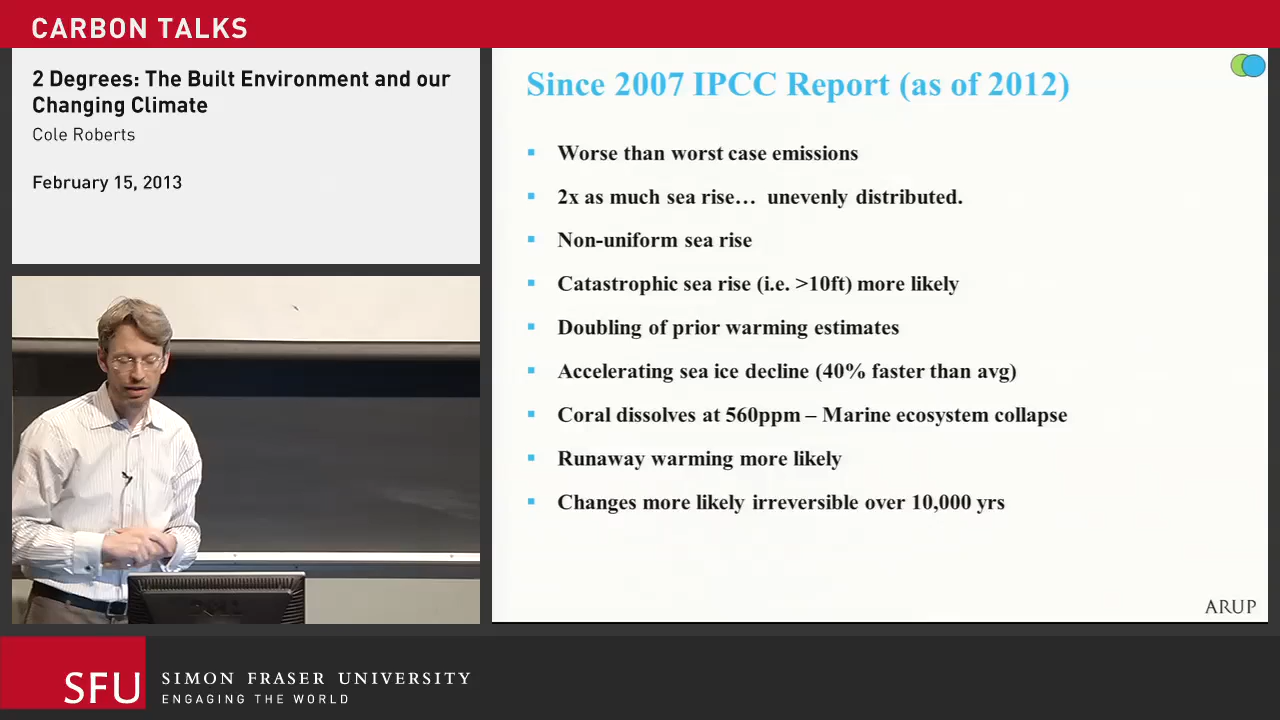 CARBON TALKS
2 Degrees: The Built Environment and our
Changing Climate
Cole Roberts
February 15, 2013
Since 2007 IPCC Report (as of 2012)
Worse than worst case emissions
2x as much sea rise… unevenly distributed.
Non-uniform sea rise
Catastrophic sea rise (i.e. >10ft) more likely
Doubling of prior warming estimates
Accelerating sea ice decline (40% faster than avg)
Coral dissolves at 560ppm – Marine ecosystem collapse
Runaway warming more likely
Changes more likely irreversible over 10,000 yrs
ARUP
DELL
SFU
SIMON FRASER UNIVERSITY
ENGAGING THE WORLD